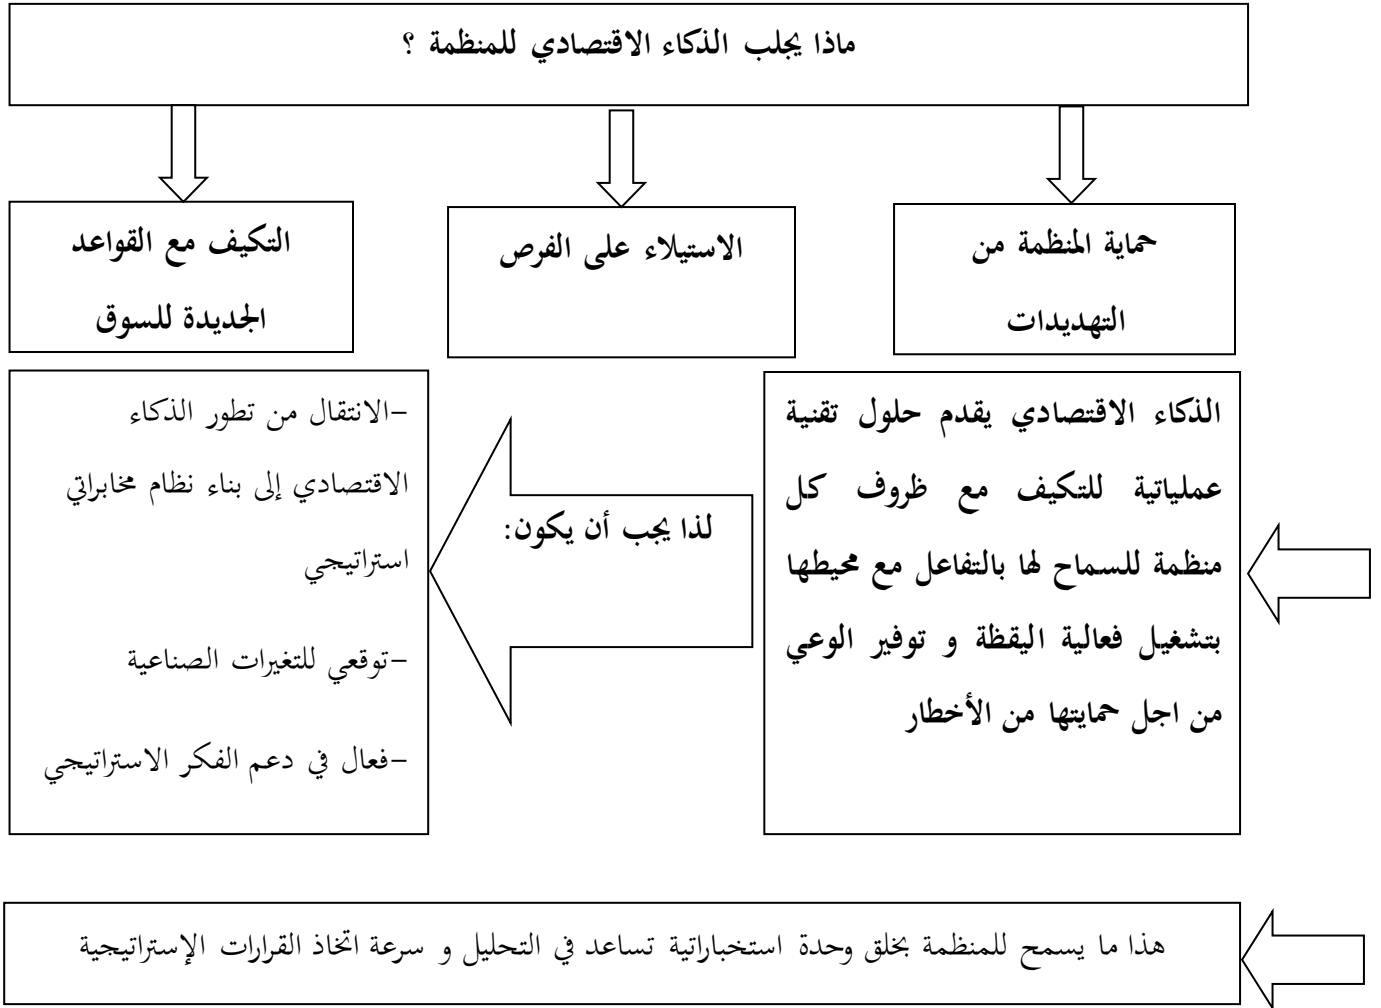 ماذا يجلب الذكاء الاقتصادي للمنظمة ؟
حماية المنظمة من
التهديدات
الاستيلاء على الفرص
التكيف مع القواعد
الجديدة للسوق
الذكاء الاقتصادي يقدم حلول تقنية
عملياتية للتكيف مع ظروف كل
منظمة للسماح لها بالتفاعل مع محيطها
بتشغيل فعالية اليقظة و توفير الوعي
من اجل حمايتها من الأخطار
لذا يجب أن يكون:
–الانتقال من تطور الذكاء
الاقتصادي إلى بناء نظام مخابراتي
استراتيجي
–توقعي للتغيرات الصناعية
–فعال في دعم الفكر الاستراتيجي
هذا ما يسمح للمنظمة بخلق وحدة استخباراتية تساعد في التحليل و سرعة اتخاذ القرارات الإستراتيجية